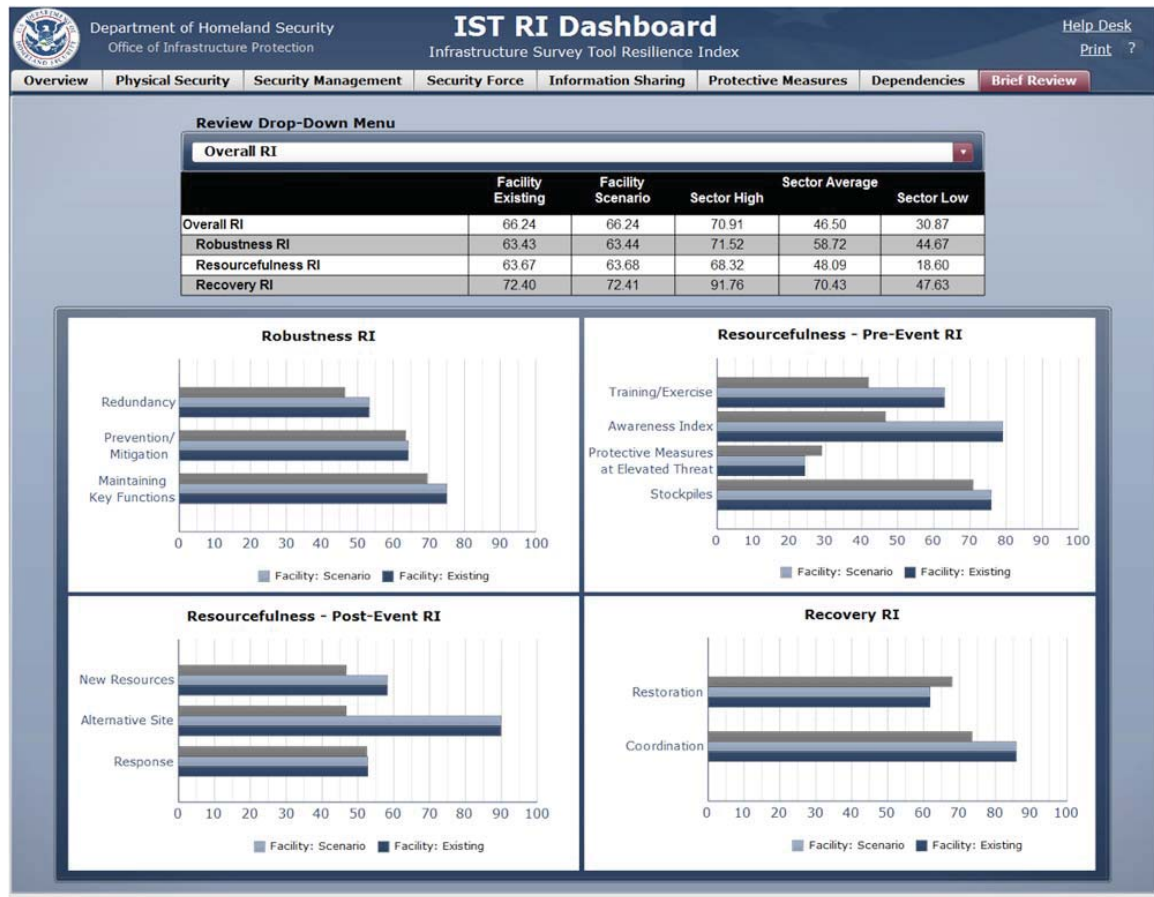 Department of Homeland Security
Office of Infrastructure Protection
IST RI Dashboard
Infrastructure Survey Tool Resilience Index
Help Desk
Print ?
Overview Physical Security Security Management Security Force Information Sharing Protective Measures Dependencies Brief Review
Review Drop-Down Menu
Overall RI
Facility Existing Facility Scenario Sector High Sector Average Sector Low
Overall RI 66.24 66.24 70.91 46.50 30.87
Robustness RI 63.43 63.44 71.52 58.72 44.67
Resourcefulness RI 63.67 63.68 68.32 48.09 18.60
Recovery RI 72.40 72.41 91.76 70.43 47.63
Robustness RI
Redundancy
Prevention/
Mitigation
Maintaining
Key Functions
0 10 20 30 40 50 60 70 80 90 100
Facility: Scenario Facility: Existing
Resourcefulness - Pre-Event RI
Training/Exercise
Awareness Index
Protective Measures
at Elevated Threat
Stockpiles
0 10 20 30 40 50 60 70 80 90 100
Facility: Scenario Facility: Existing
Resourcefulness - Post-Event RI
New Resources
Alternative Site
Response
0 10 20 30 40 50 60 70 80 90 100
Facility: Scenario Facility: Existing
Recovery RI
Restoration
Coordination
0 10 20 30 40 50 60 70 80 90 100
Facility: Scenario Facility: Existing